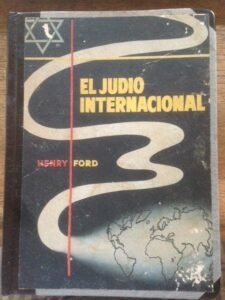 EL JUDIO
INTERNACIONAL
HENRY FORD